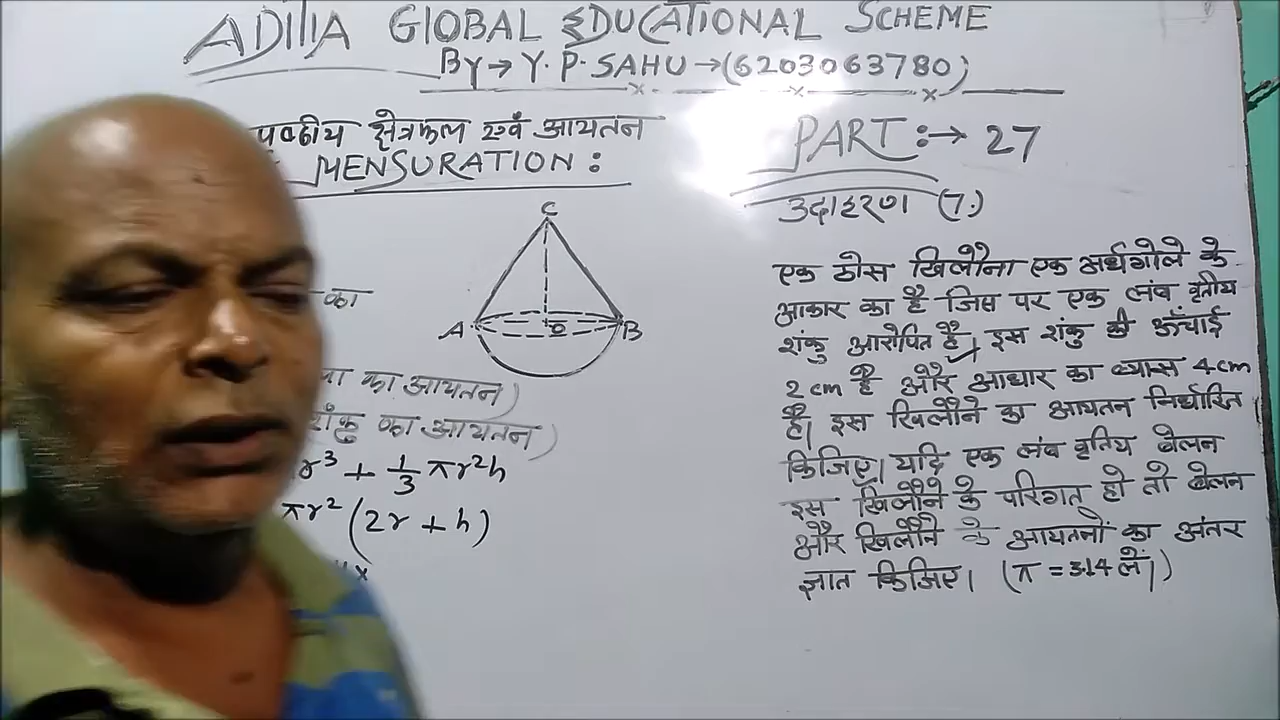 ADITIA GLOBAL EDUCATIONAL SCHEME
By → Y. P. SAHU → (6203063780)
क्षेत्रफल एवं आयतन
MENSURATION :
PART :→ 27
उदाहरण (7.)
C
A O B
का
का आयतन)
शंकु का आयतन)
r³ + 1/3 πr²h
πr² (2r + h)
एक ठोस खिलौना एक अर्धगोले के
आकार का है जिस पर एक लंब वृतीय
शंकु आरोपित है। इस शंकु की ऊँचाई
2 cm है और आधार का व्यास 4 cm
है। इस खिलौने का आयतन निर्धारित
किजिए। यदि एक लंब वृतिय बेलन
इस खिलौने के परिगत हो तो बेलन
और खिलौने के आयतनों का अंतर
ज्ञात किजिए। (π = 3.14 लें।)